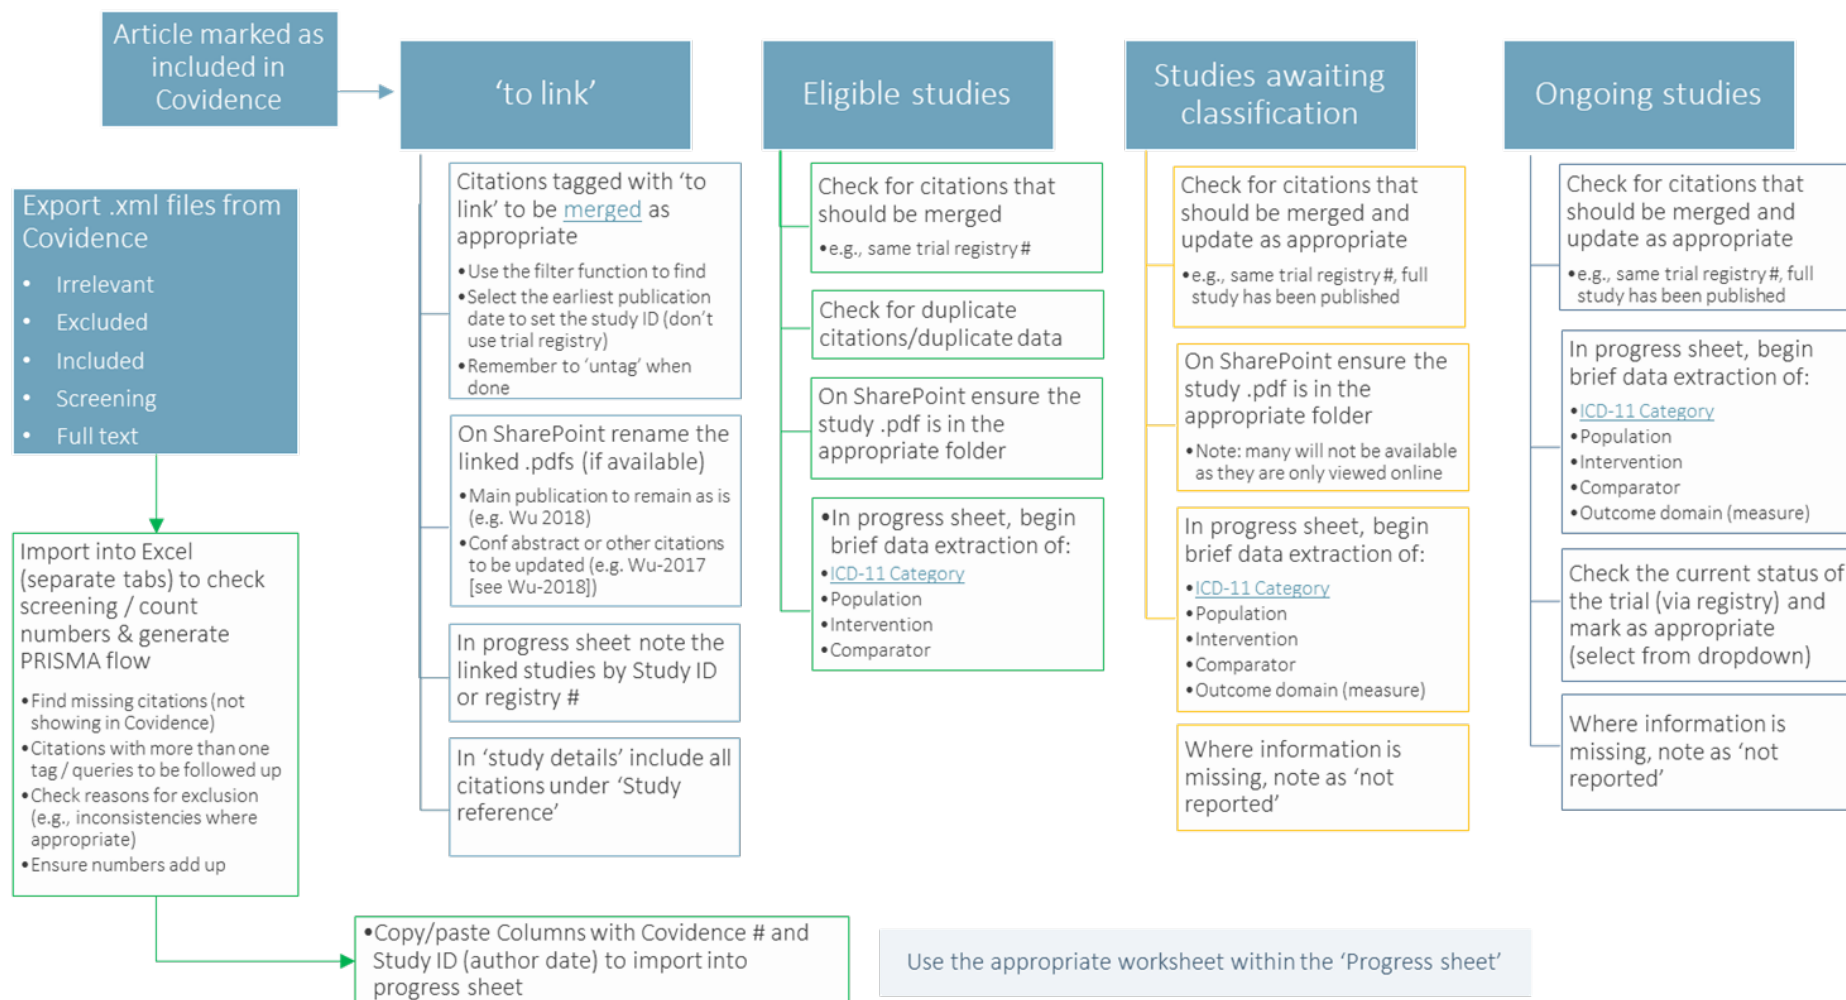 Article marked as
included in
Covidence
Export .xml files from
Covidence
• Irrelevant
• Excluded
• Included
• Screening
• Full text
Import into Excel
(separate tabs) to check
screening / count
numbers & generate
PRISMA flow
•Find missing citations (not
showing in Covidence)
•Citations with more than one
tag / queries to be followed up
•Check reasons for exclusion
(e.g., inconsistencies where
appropriate)
•Ensure numbers add up
•Copy/paste Columns with Covidence # and
Study ID (author date) to import into
progress sheet
‘to link’
Citations tagged with ‘to
link’ to be merged as
appropriate
•Use the filter function to find
•Select the earliest publication
date to set the study ID (don’t
use trial registry)
•Remember to ‘untag’ when
done
On SharePoint rename the
linked .pdfs (if available)
•Main publication to remain as is
(e.g. Wu 2018)
•Conf abstract or other citations
to be updated (e.g. Wu-2017
[see Wu-2018])
In progress sheet note the
linked studies by Study ID
or registry #
In ‘study details’ include all
citations under ‘Study
reference’
Eligible studies
Check for citations that
should be merged
•e.g., same trial registry #
Check for duplicate
citations/duplicate data
On SharePoint ensure the
study .pdf is in the
appropriate folder
•In progress sheet, begin
brief data extraction of:
•ICD-11 Category
•Population
•Intervention
•Comparator
Studies awaiting
classification
Check for citations that
should be merged and
update as appropriate
•e.g., same trial registry #, full
study has been published
On SharePoint ensure the
study .pdf is in the
appropriate folder
•Note: many will not be available
as they are only viewed online
In progress sheet, begin
brief data extraction of:
•ICD-11 Category
•Population
•Intervention
•Comparator
•Outcome domain (measure)
Where information is
missing, note as ‘not
reported’
Ongoing studies
Check for citations that
should be merged and
update as appropriate
•e.g., same trial registry #, full
study has been published
In progress sheet, begin
brief data extraction of:
•ICD-11 Category
•Population
•Intervention
•Comparator
•Outcome domain (measure)
Check the current status of
the trial (via registry) and
mark as appropriate
(select from dropdown)
Where information is
missing, note as ‘not
reported’
Use the appropriate worksheet within the ‘Progress sheet’